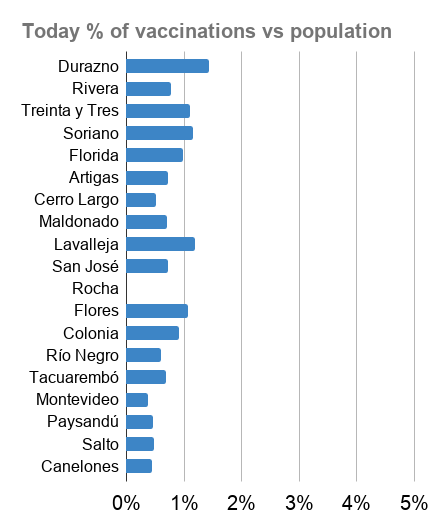 Today % of vaccinations vs population
Durazno
Rivera
Treinta y Tres
Soriano
Florida
Artigas
Cerro Largo
Maldonado
Lavalleja
San José
Rocha
Flores
Colonia
Río Negro
Tacuarembó
Montevideo
Paysandú
Salto
Canelones
0% 1% 2% 3% 4% 5%